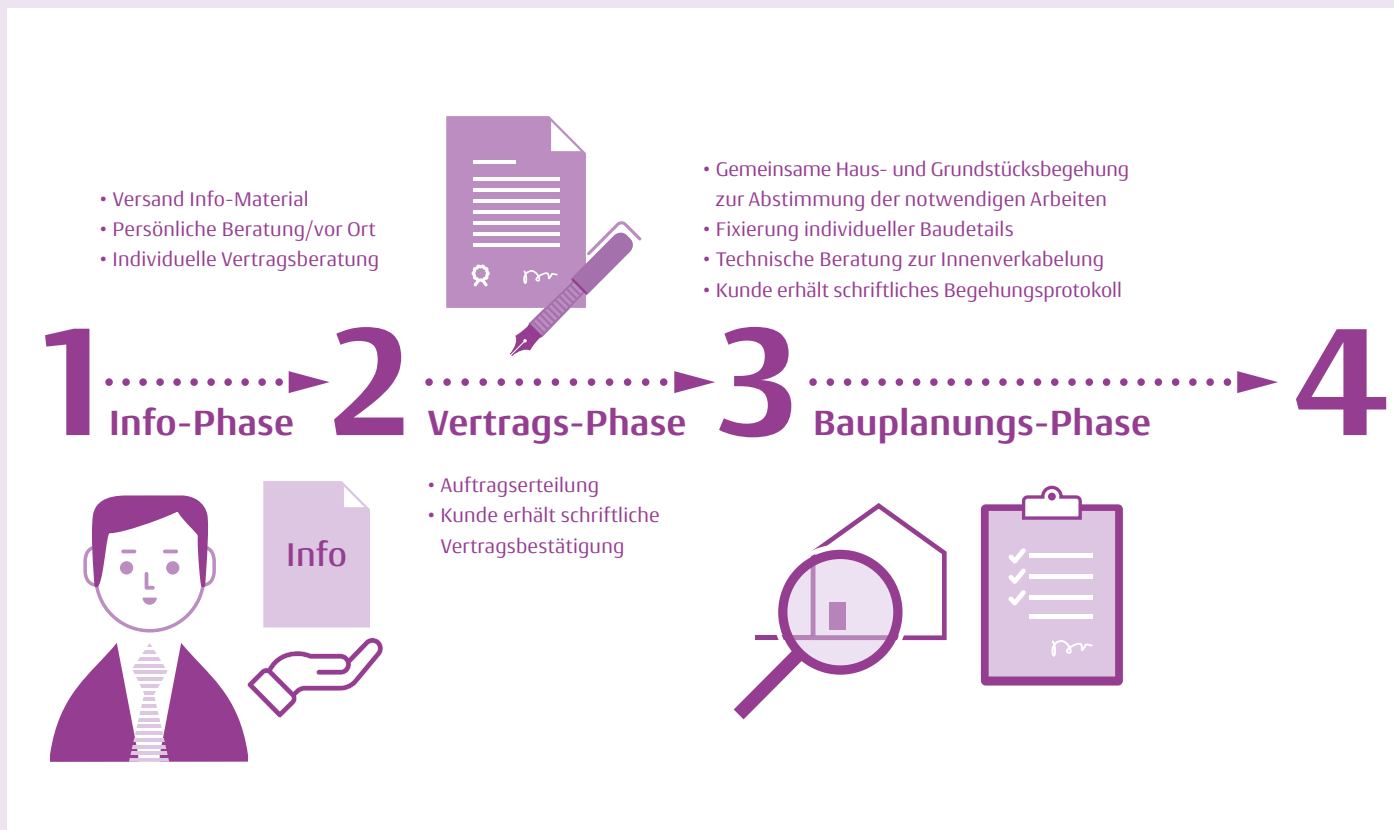 1
Info-Phase
• Versand Info-Material
• Persönliche Beratung/vor Ort
• Individuelle Vertragsberatung
Info
2
Vertrags-Phase
• Auftragserteilung
• Kunde erhält schriftliche
Vertragsbestätigung
3
Bauplanungs-Phase
• Gemeinsame Haus- und Grundstücksbegehung
zur Abstimmung der notwendigen Arbeiten
• Fixierung individueller Baudetails
• Technische Beratung zur Innenverkabelung
• Kunde erhält schriftliches Begehungsprotokoll
4